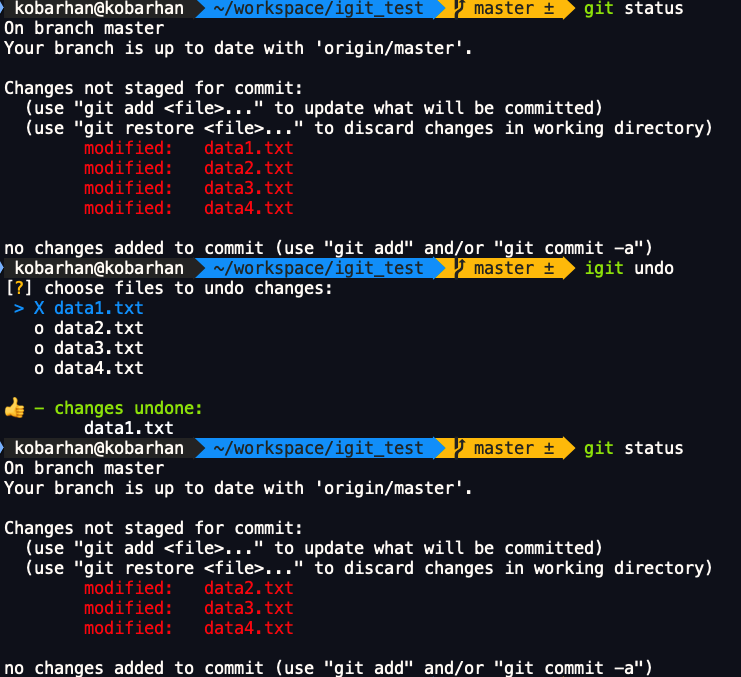 kobarhan@kobarhan ~/workspace/igit_test master ± git status
On branch master
Your branch is up to date with 'origin/master'.
Changes not staged for commit:
(use "git add <file>..." to update what will be committed)
(use "git restore <file>..." to discard changes in working directory)
modified: data1.txt
modified: data2.txt
modified: data3.txt
modified: data4.txt
no changes added to commit (use "git add" and/or "git commit -a")
kobarhan@kobarhan ~/workspace/igit_test master ± igit undo
[?] choose files to undo changes:
> X data1.txt
o data2.txt
o data3.txt
o data4.txt
👍 - changes undone:
data1.txt
kobarhan@kobarhan ~/workspace/igit_test master ± git status
On branch master
Your branch is up to date with 'origin/master'.
Changes not staged for commit:
(use "git add <file>..." to update what will be committed)
(use "git restore <file>..." to discard changes in working directory)
modified: data2.txt
modified: data3.txt
modified: data4.txt
no changes added to commit (use "git add" and/or "git commit -a")